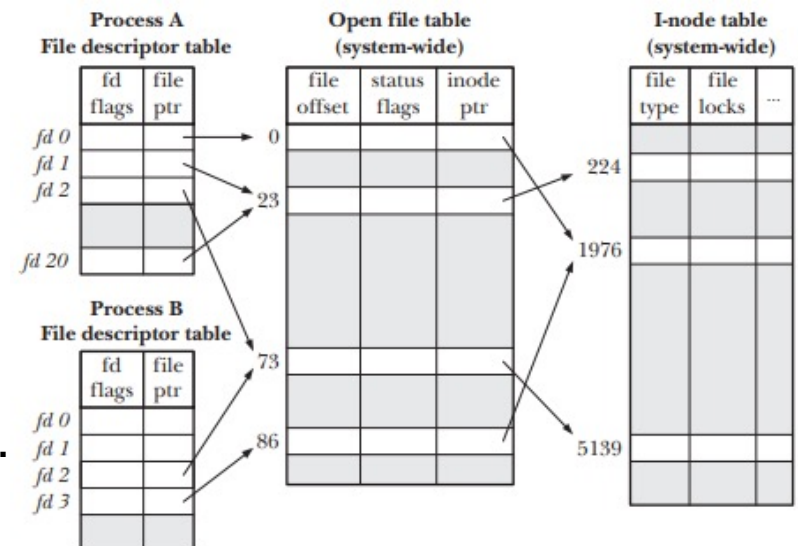 Process A
File descriptor table
fd flags
file ptr
fd 0
fd 1
fd 2
fd 20
Process B
File descriptor table
fd flags
file ptr
fd 0
fd 1
fd 2
fd 3
.
Open file table
(system-wide)
file offset
status flags
inode ptr
0
23
73
86
I-node table
(system-wide)
file type
file locks
...
224
1976
5139